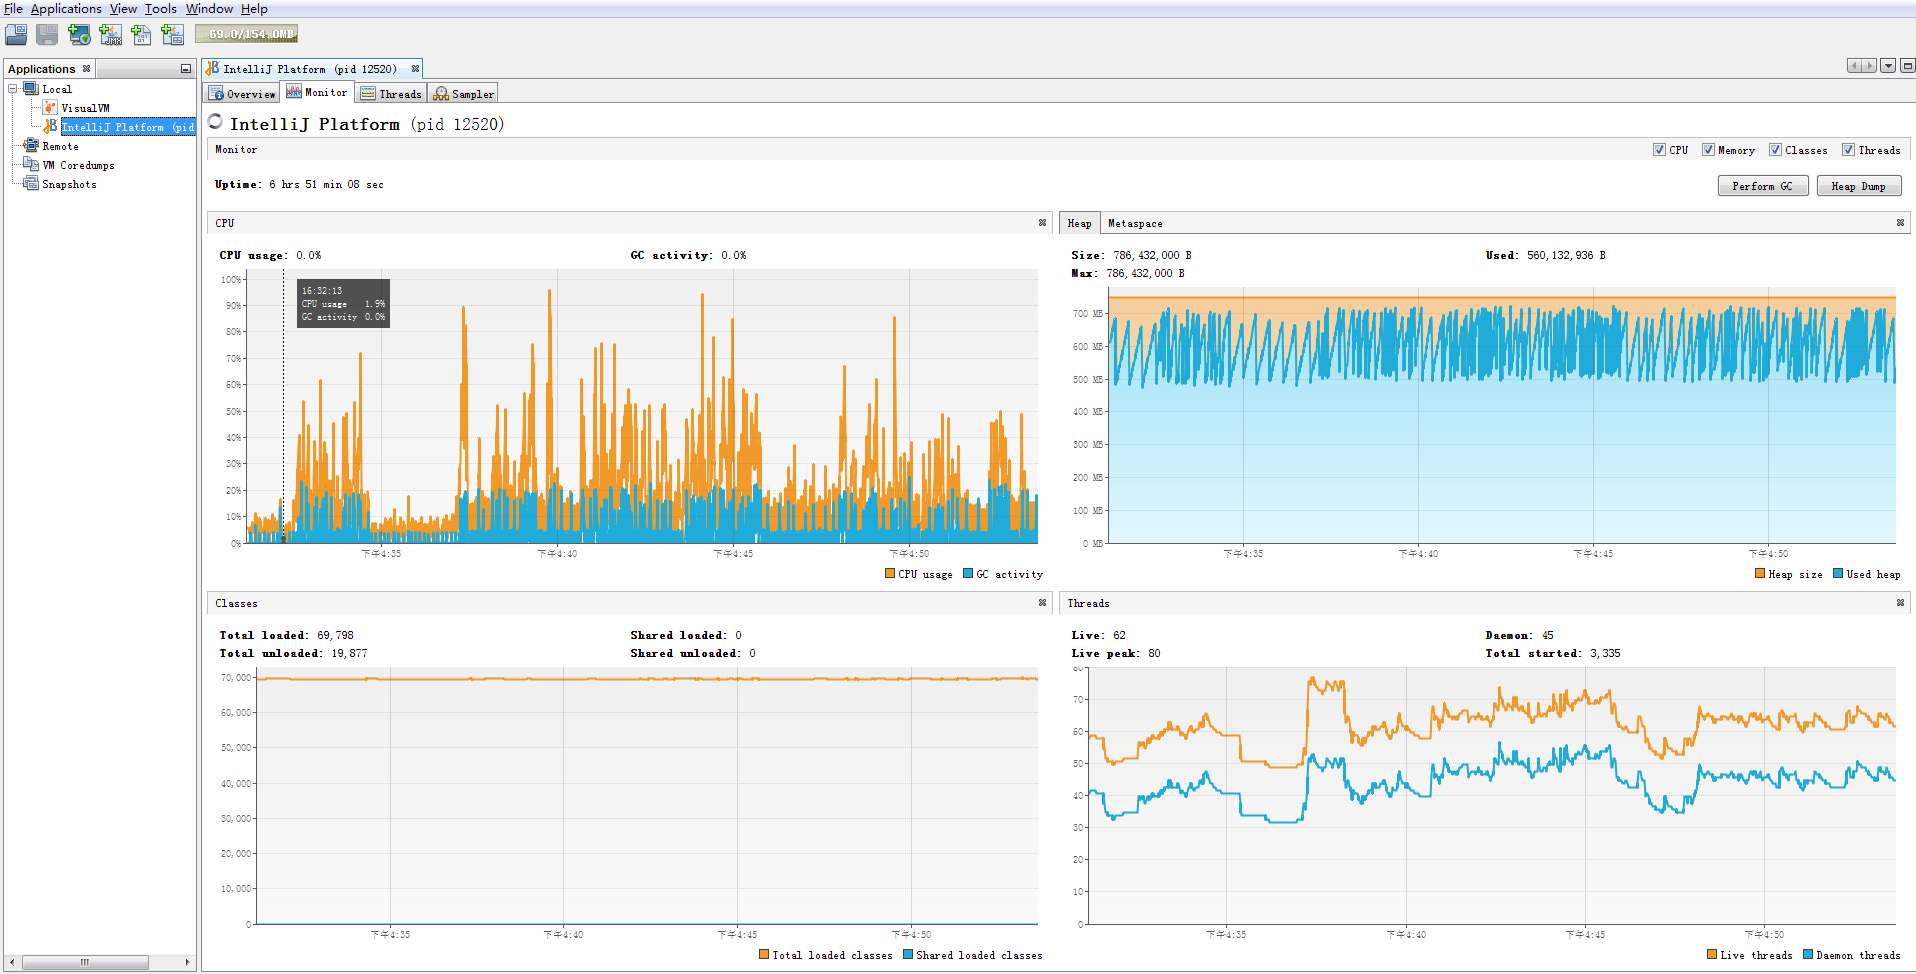 File Applications View Tools Window Help
69.0/154.0MB
Applications
Local
VisualVM
IntelliJ Platform (pid
Remote
VM Coredumps
Snapshots
IntelliJ Platform (pid 12520)
Overview Monitor Threads Sampler
IntelliJ Platform (pid 12520)
Monitor
CPU Memory Classes Threads
Uptime: 6 hrs 51 min 08 sec
Perform GC Heap Dump
CPU
CPU usage: 0.0% GC activity: 0.0%
16:32:13
CPU usage 1.9%
GC activity 0.0%
100%
90%
80%
70%
60%
50%
40%
30%
20%
10%
0%
下午4:35 下午4:40 下午4:45 下午4:50
CPU usage GC activity
Heap Metaspace
Size: 786,432,000 B Used: 560,132,936 B
Max: 786,432,000 B
700 MB
600 MB
500 MB
400 MB
300 MB
200 MB
100 MB
0 MB
下午4:35 下午4:40 下午4:45 下午4:50
Heap size Used heap
Classes
Total loaded: 69,798 Shared loaded: 0
Total unloaded: 19,877 Shared unloaded: 0
70,000
60,000
50,000
40,000
30,000
20,000
10,000
0
下午4:35 下午4:40 下午4:45 下午4:50
Total loaded classes Shared loaded classes
Threads
Live: 62 Daemon: 45
Live peak: 80 Total started: 3,335
80
70
60
50
40
30
20
10
0
下午4:35 下午4:40 下午4:45 下午4:50
Live threads Daemon threads